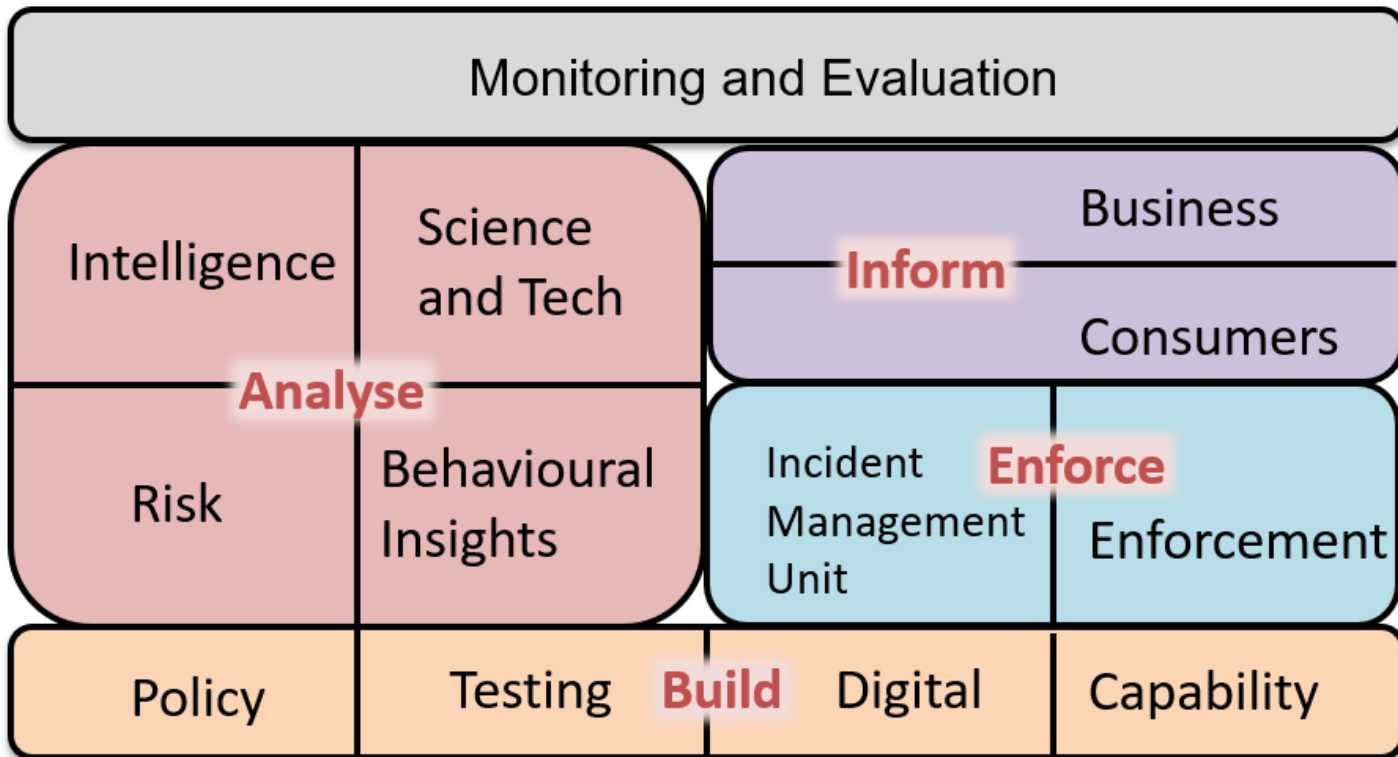 Monitoring and Evaluation
Intelligence
Science
and Tech
Analyse
Risk
Behavioural
Insights
Business
Inform
Consumers
Incident
Management
Unit
Enforce
Enforcement
Policy
Testing
Build
Digital
Capability